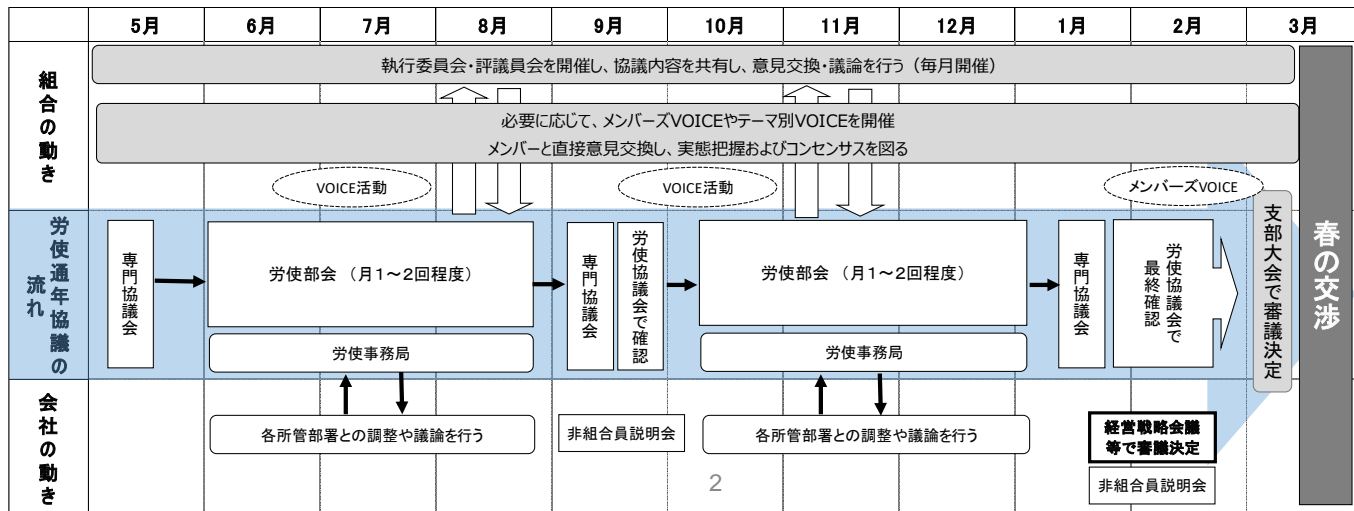 5月
6月
7月
8月
9月
10月
11月
12月
1月
2月
3月
組合の動き
執行委員会・評議員会を開催し、協議内容を共有し、意見交換・議論を行う（毎月開催）
必要に応じて、メンバーズVOICEやテーマ別VOICEを開催
メンバーと直接意見交換し、実態把握およびコンセンサスを図る
VOICE活動
VOICE活動
メンバーズVOICE
労使通年協議の
流れ
専門協議会
労使部会（月1～2回程度）
労使事務局
専門協議会
労使協議会で確認
労使部会（月1～2回程度）
労使事務局
専門協議会
労使協議会で
最終確認
支部大会で審議決定
春の交渉
会社の動き
各所管部署との調整や議論を行う
非組合員説明会
各所管部署との調整や議論を行う
経営戦略会議
等で審議決定
非組合員説明会
2